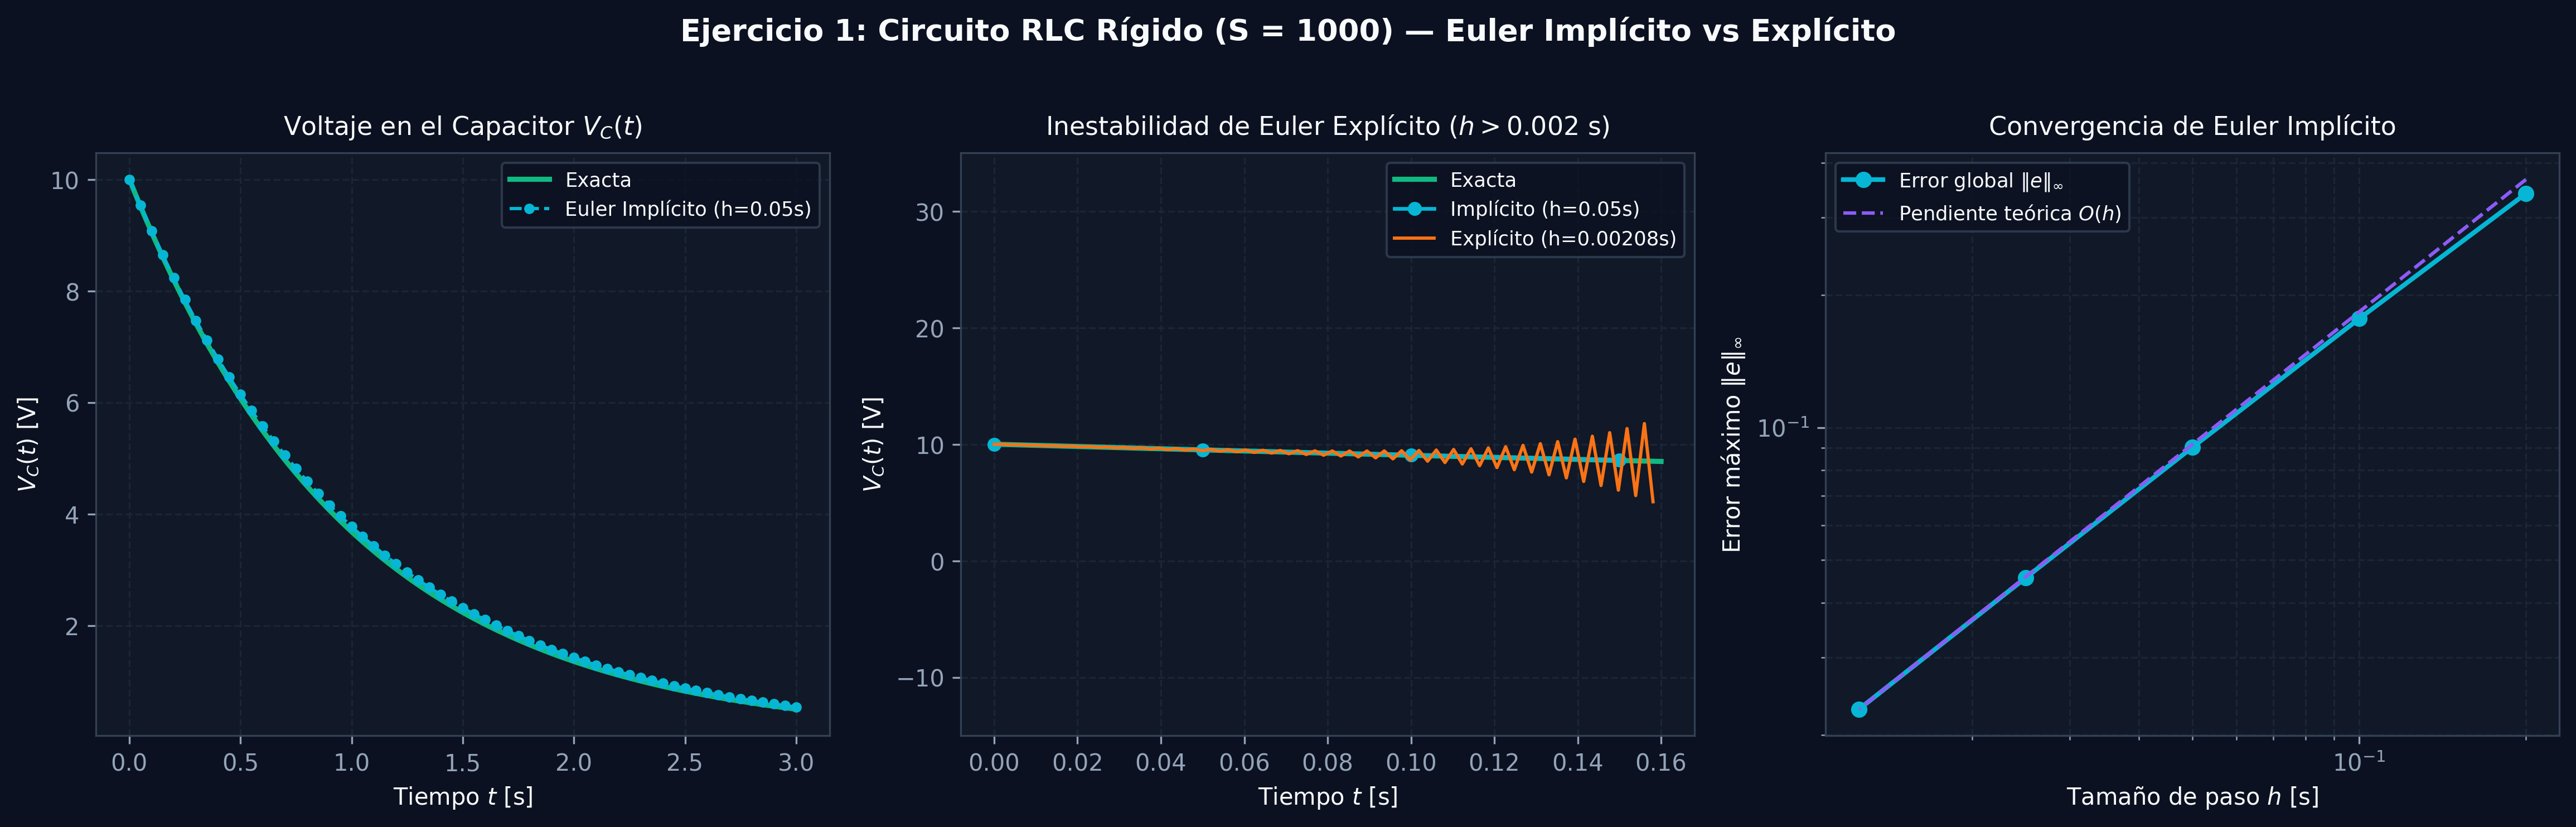 Ejercicio 1: Circuito RLC Rígido (S = 1000) — Euler Implícito vs Explícito
Voltaje en el Capacitor V_C(t)
Exacta
Euler Implícito (h=0.05s)
V_C(t) [V]
10
8
6
4
2
0.0 0.5 1.0 1.5 2.0 2.5 3.0
Tiempo t [s]
Inestabilidad de Euler Explícito (h > 0.002 s)
Exacta
Implícito (h=0.05s)
Explícito (h=0.00208s)
V_C(t) [V]
30
20
10
0
−10
0.00 0.02 0.04 0.06 0.08 0.10 0.12 0.14 0.16
Tiempo t [s]
Convergencia de Euler Implícito
Error global ‖e‖∞
Pendiente teórica O(h)
Error máximo ‖e‖∞
10⁻¹
10⁻¹
Tamaño de paso h [s]